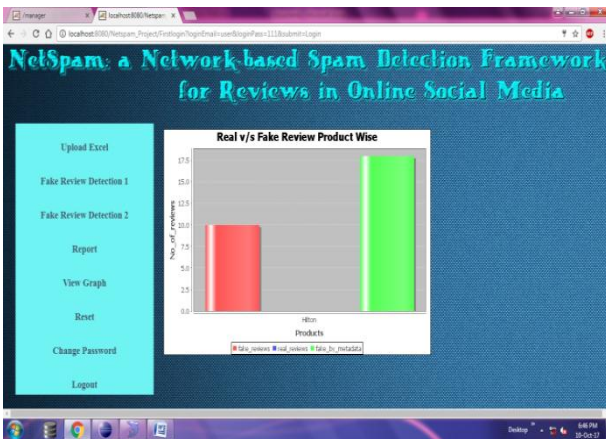 /manager
localhost:8080/Netspam
localhost:8080/Netspam_Project/Firstlogin?loginEmail=user&loginPass=111&submit=Login
NetSpam: a Network-based Spam Detection Framework
for Reviews in Online Social Media
Upload Excel
Fake Review Detection 1
Fake Review Detection 2
Report
View Graph
Reset
Change Password
Logout
Real v/s Fake Review Product Wise
No_of_reviews
17.5
15.0
12.5
10.0
7.5
5.0
2.5
0.0
Hilton
Products
fake_reviews real_reviews fake_by_metadata
Desktop
6:46 PM
10-Oct-17